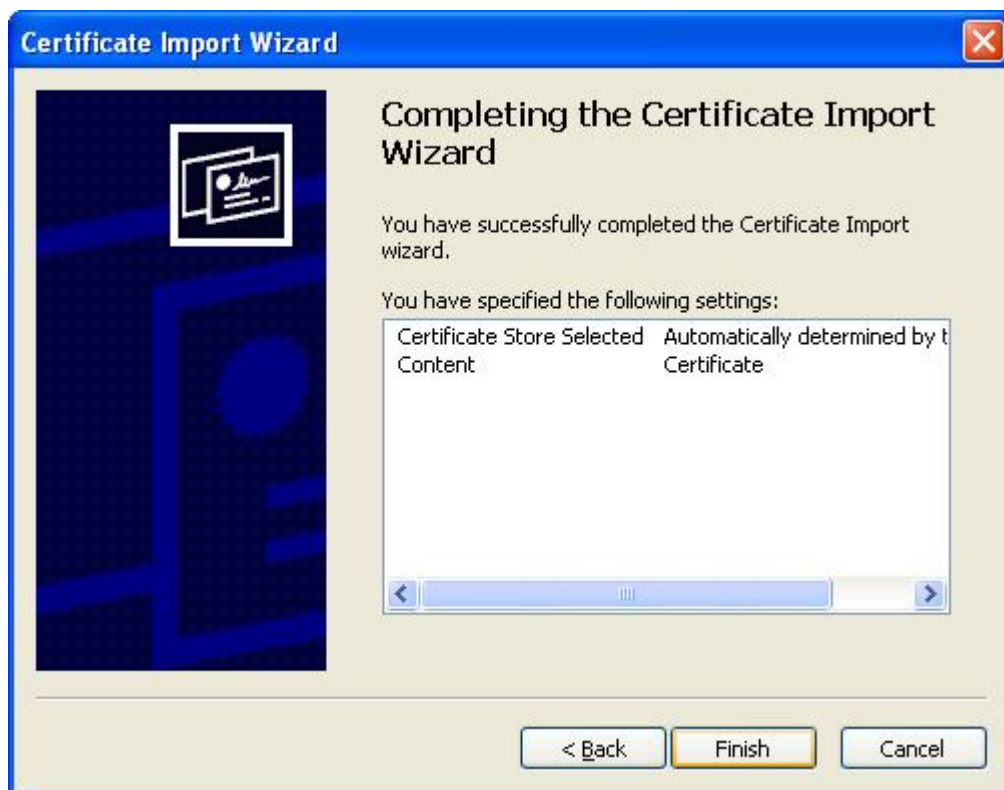 Certificate Import Wizard
Completing the Certificate Import
Wizard
You have successfully completed the Certificate Import
wizard.
You have specified the following settings:
Certificate Store Selected Automatically determined by t
Content Certificate
< Back Finish Cancel